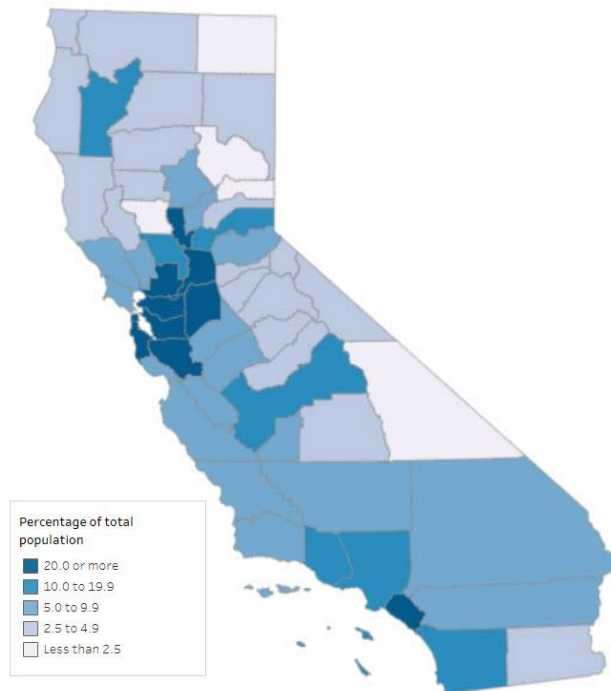 Percentage of total
population
20.0 or more
10.0 to 19.9
5.0 to 9.9
2.5 to 4.9
Less than 2.5